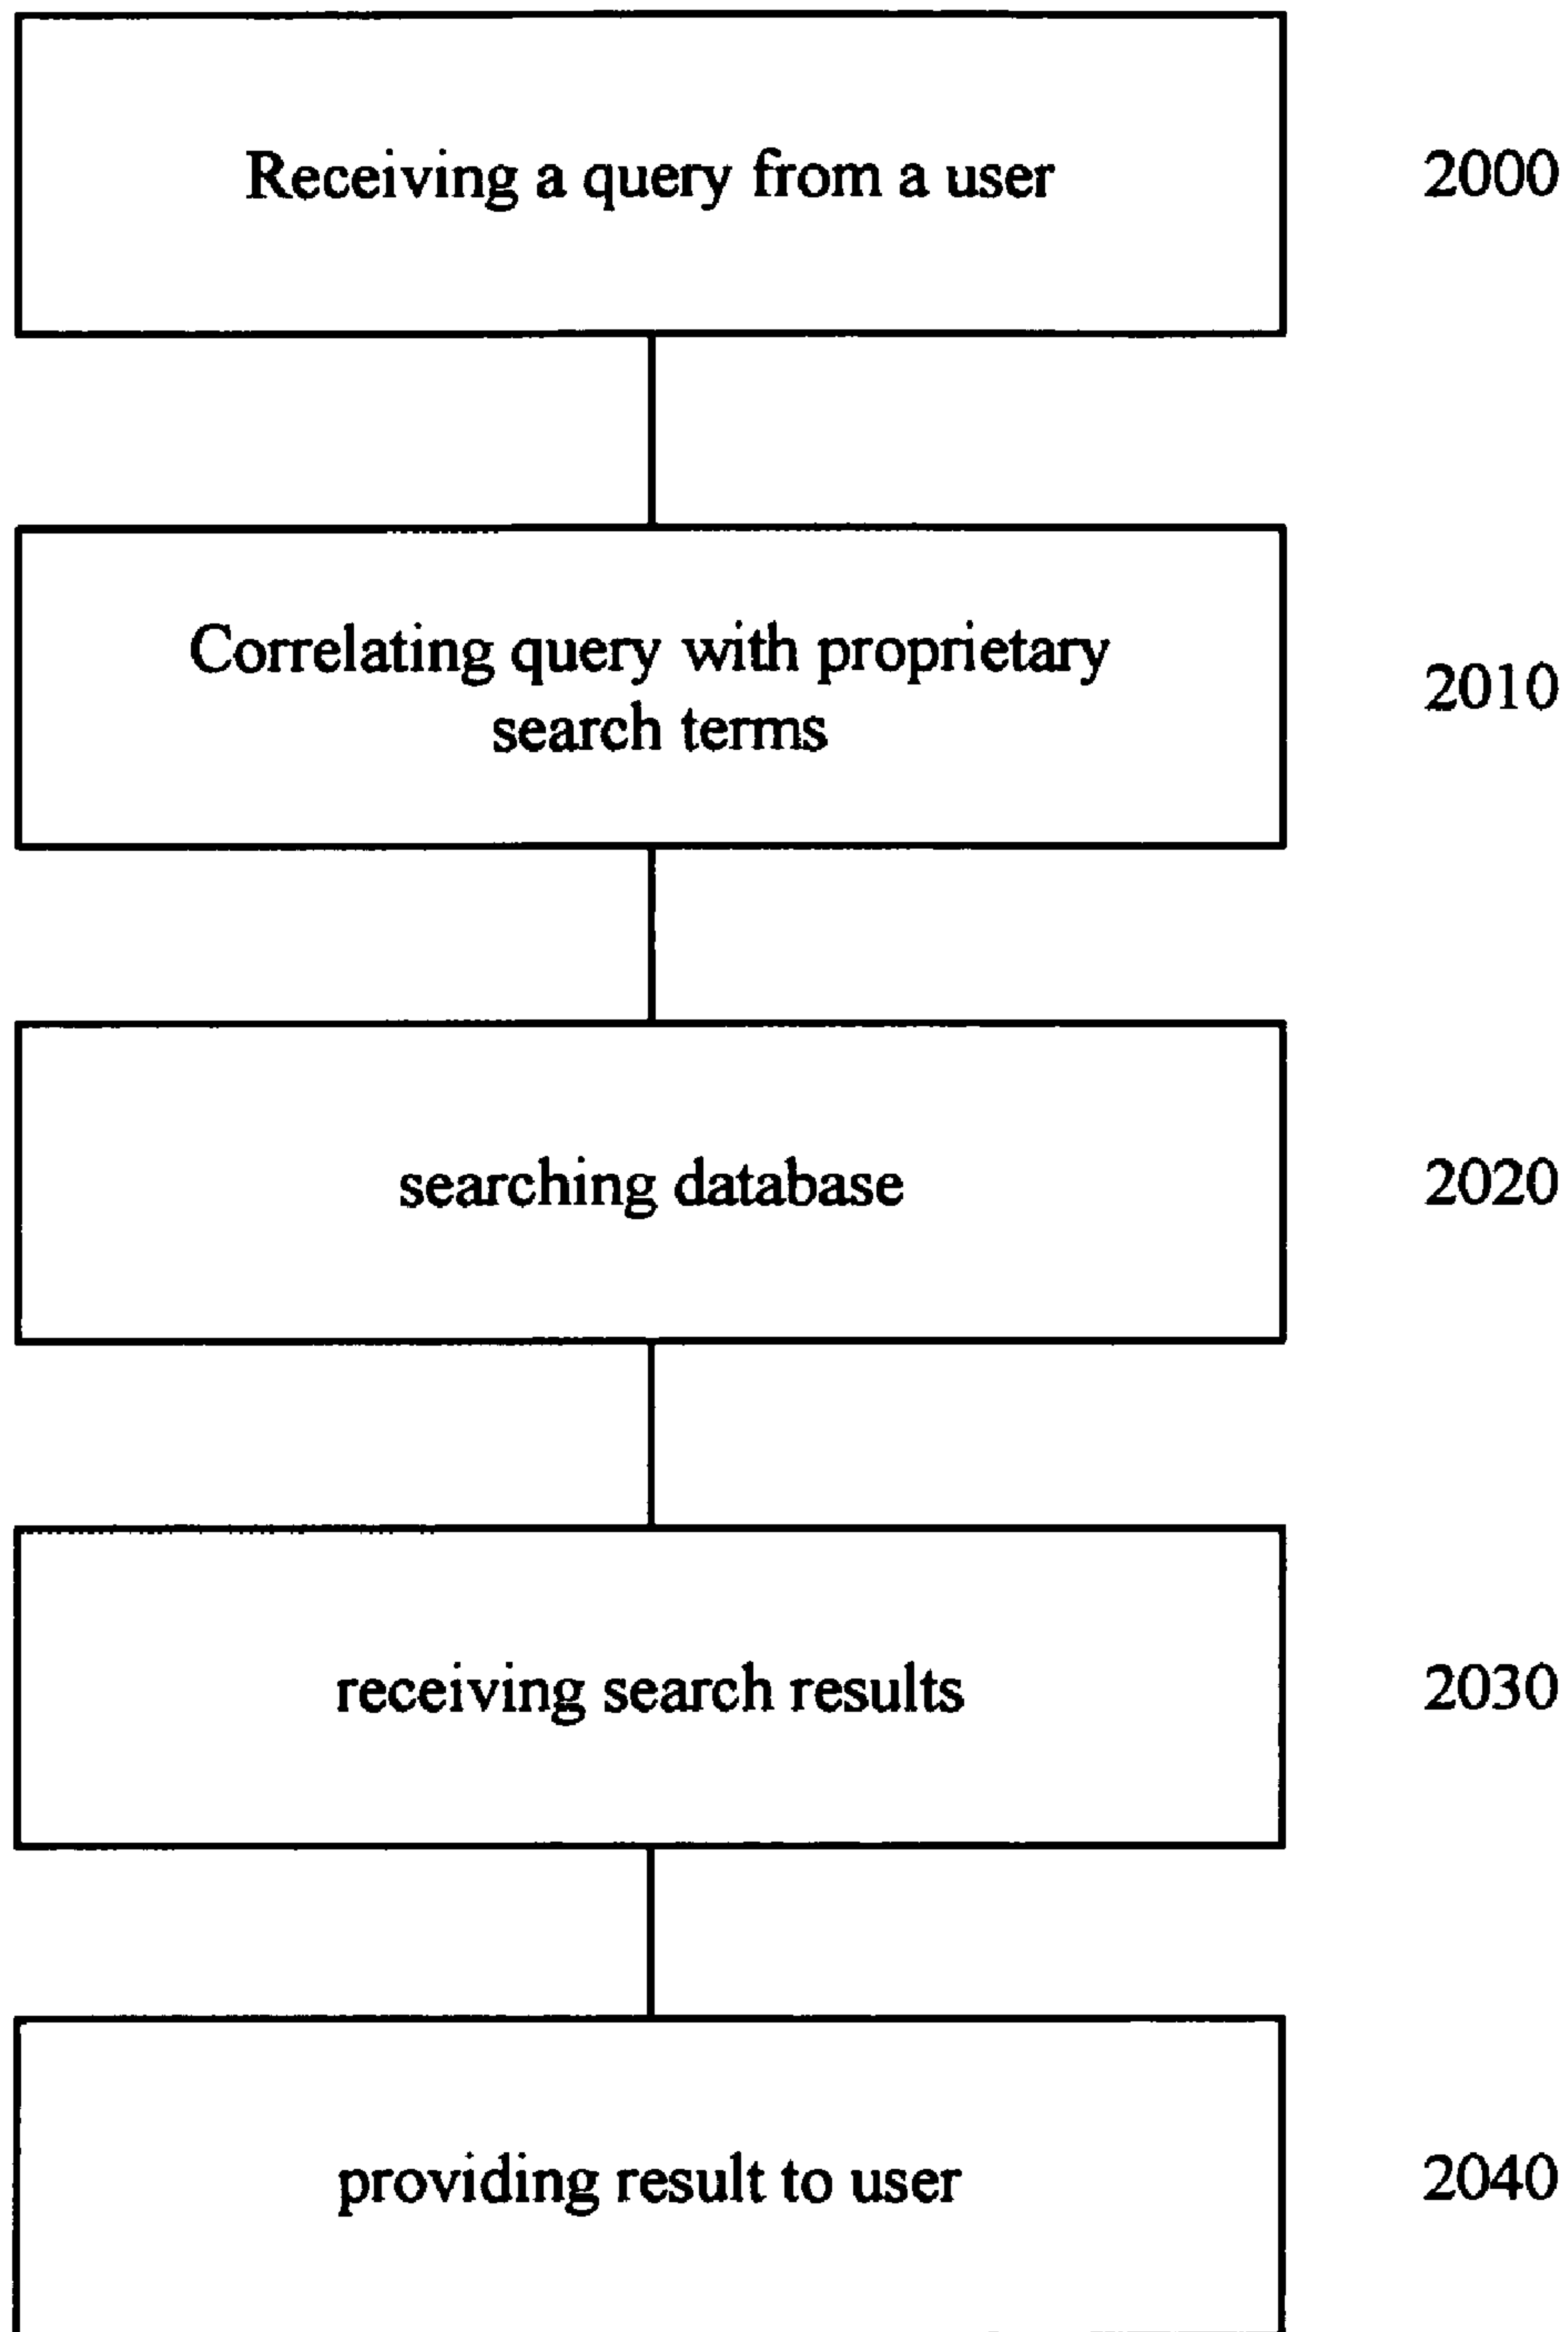 Receiving a query from a user
2000
Correlating query with proprietary
search terms
2010
searching database
2020
receiving search results
2030
providing result to user
2040